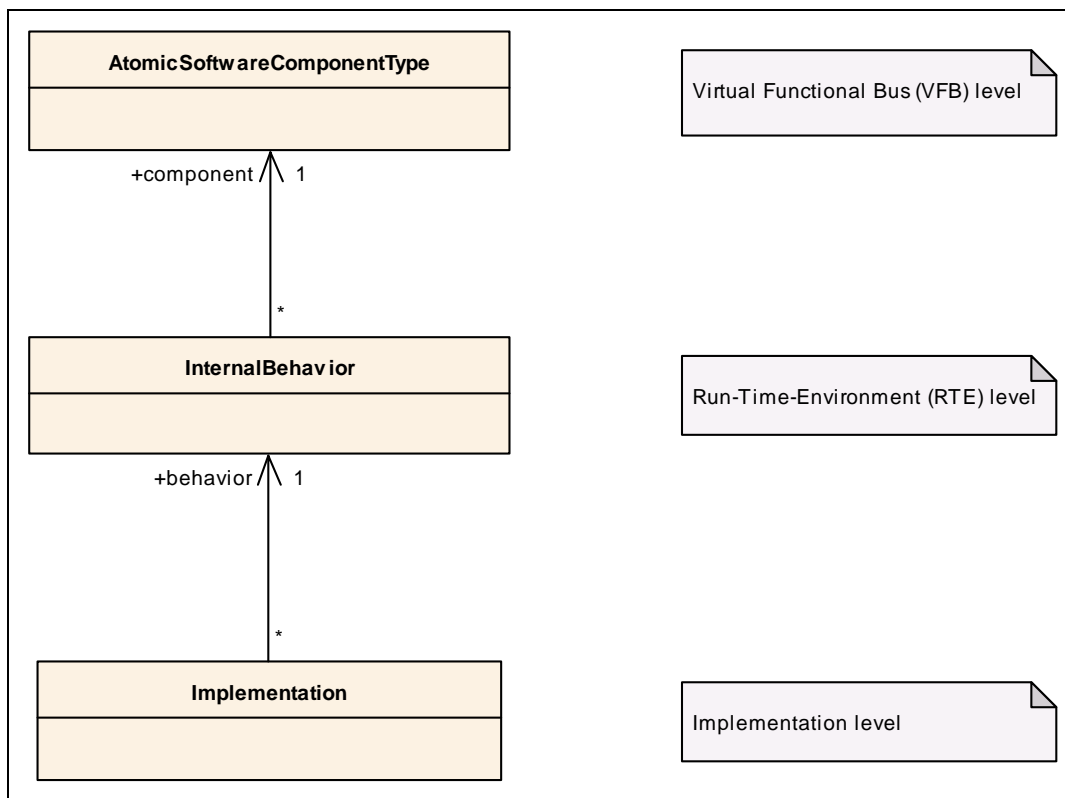 AtomicSoftwareComponentType
Virtual Functional Bus (VFB) level
+component 1
*
InternalBehavior
Run-Time-Environment (RTE) level
+behavior 1
*
Implementation
Implementation level